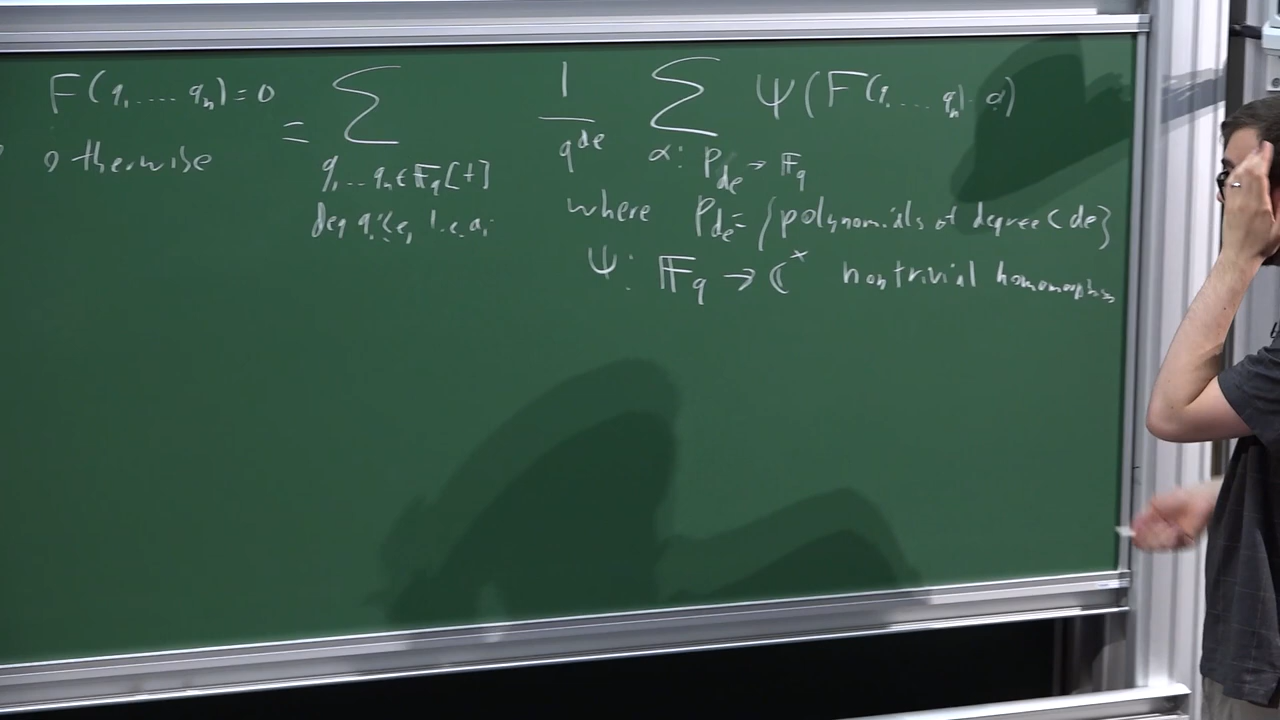 F(q1....qn)=0
otherwise
= ∑ 1/q^de ∑ Ψ(F(q1....qn)·α)
q1...qn∈𝔽q[t] α: P_de → 𝔽q
deg qi<e, l.c. ai where P_de = {polynomials of degree < de}
Ψ: 𝔽q → ℂ^× nontrivial homomorphism